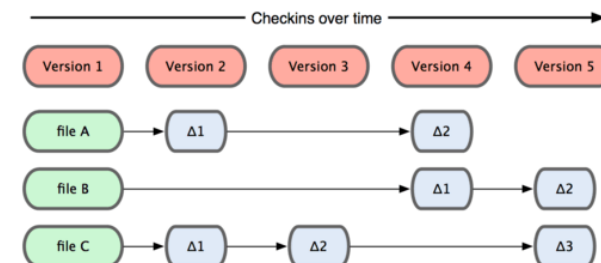 Checkins over time
Version 1 Version 2 Version 3 Version 4 Version 5
file A Δ1 Δ2
file B Δ1 Δ2
file C Δ1 Δ2 Δ3